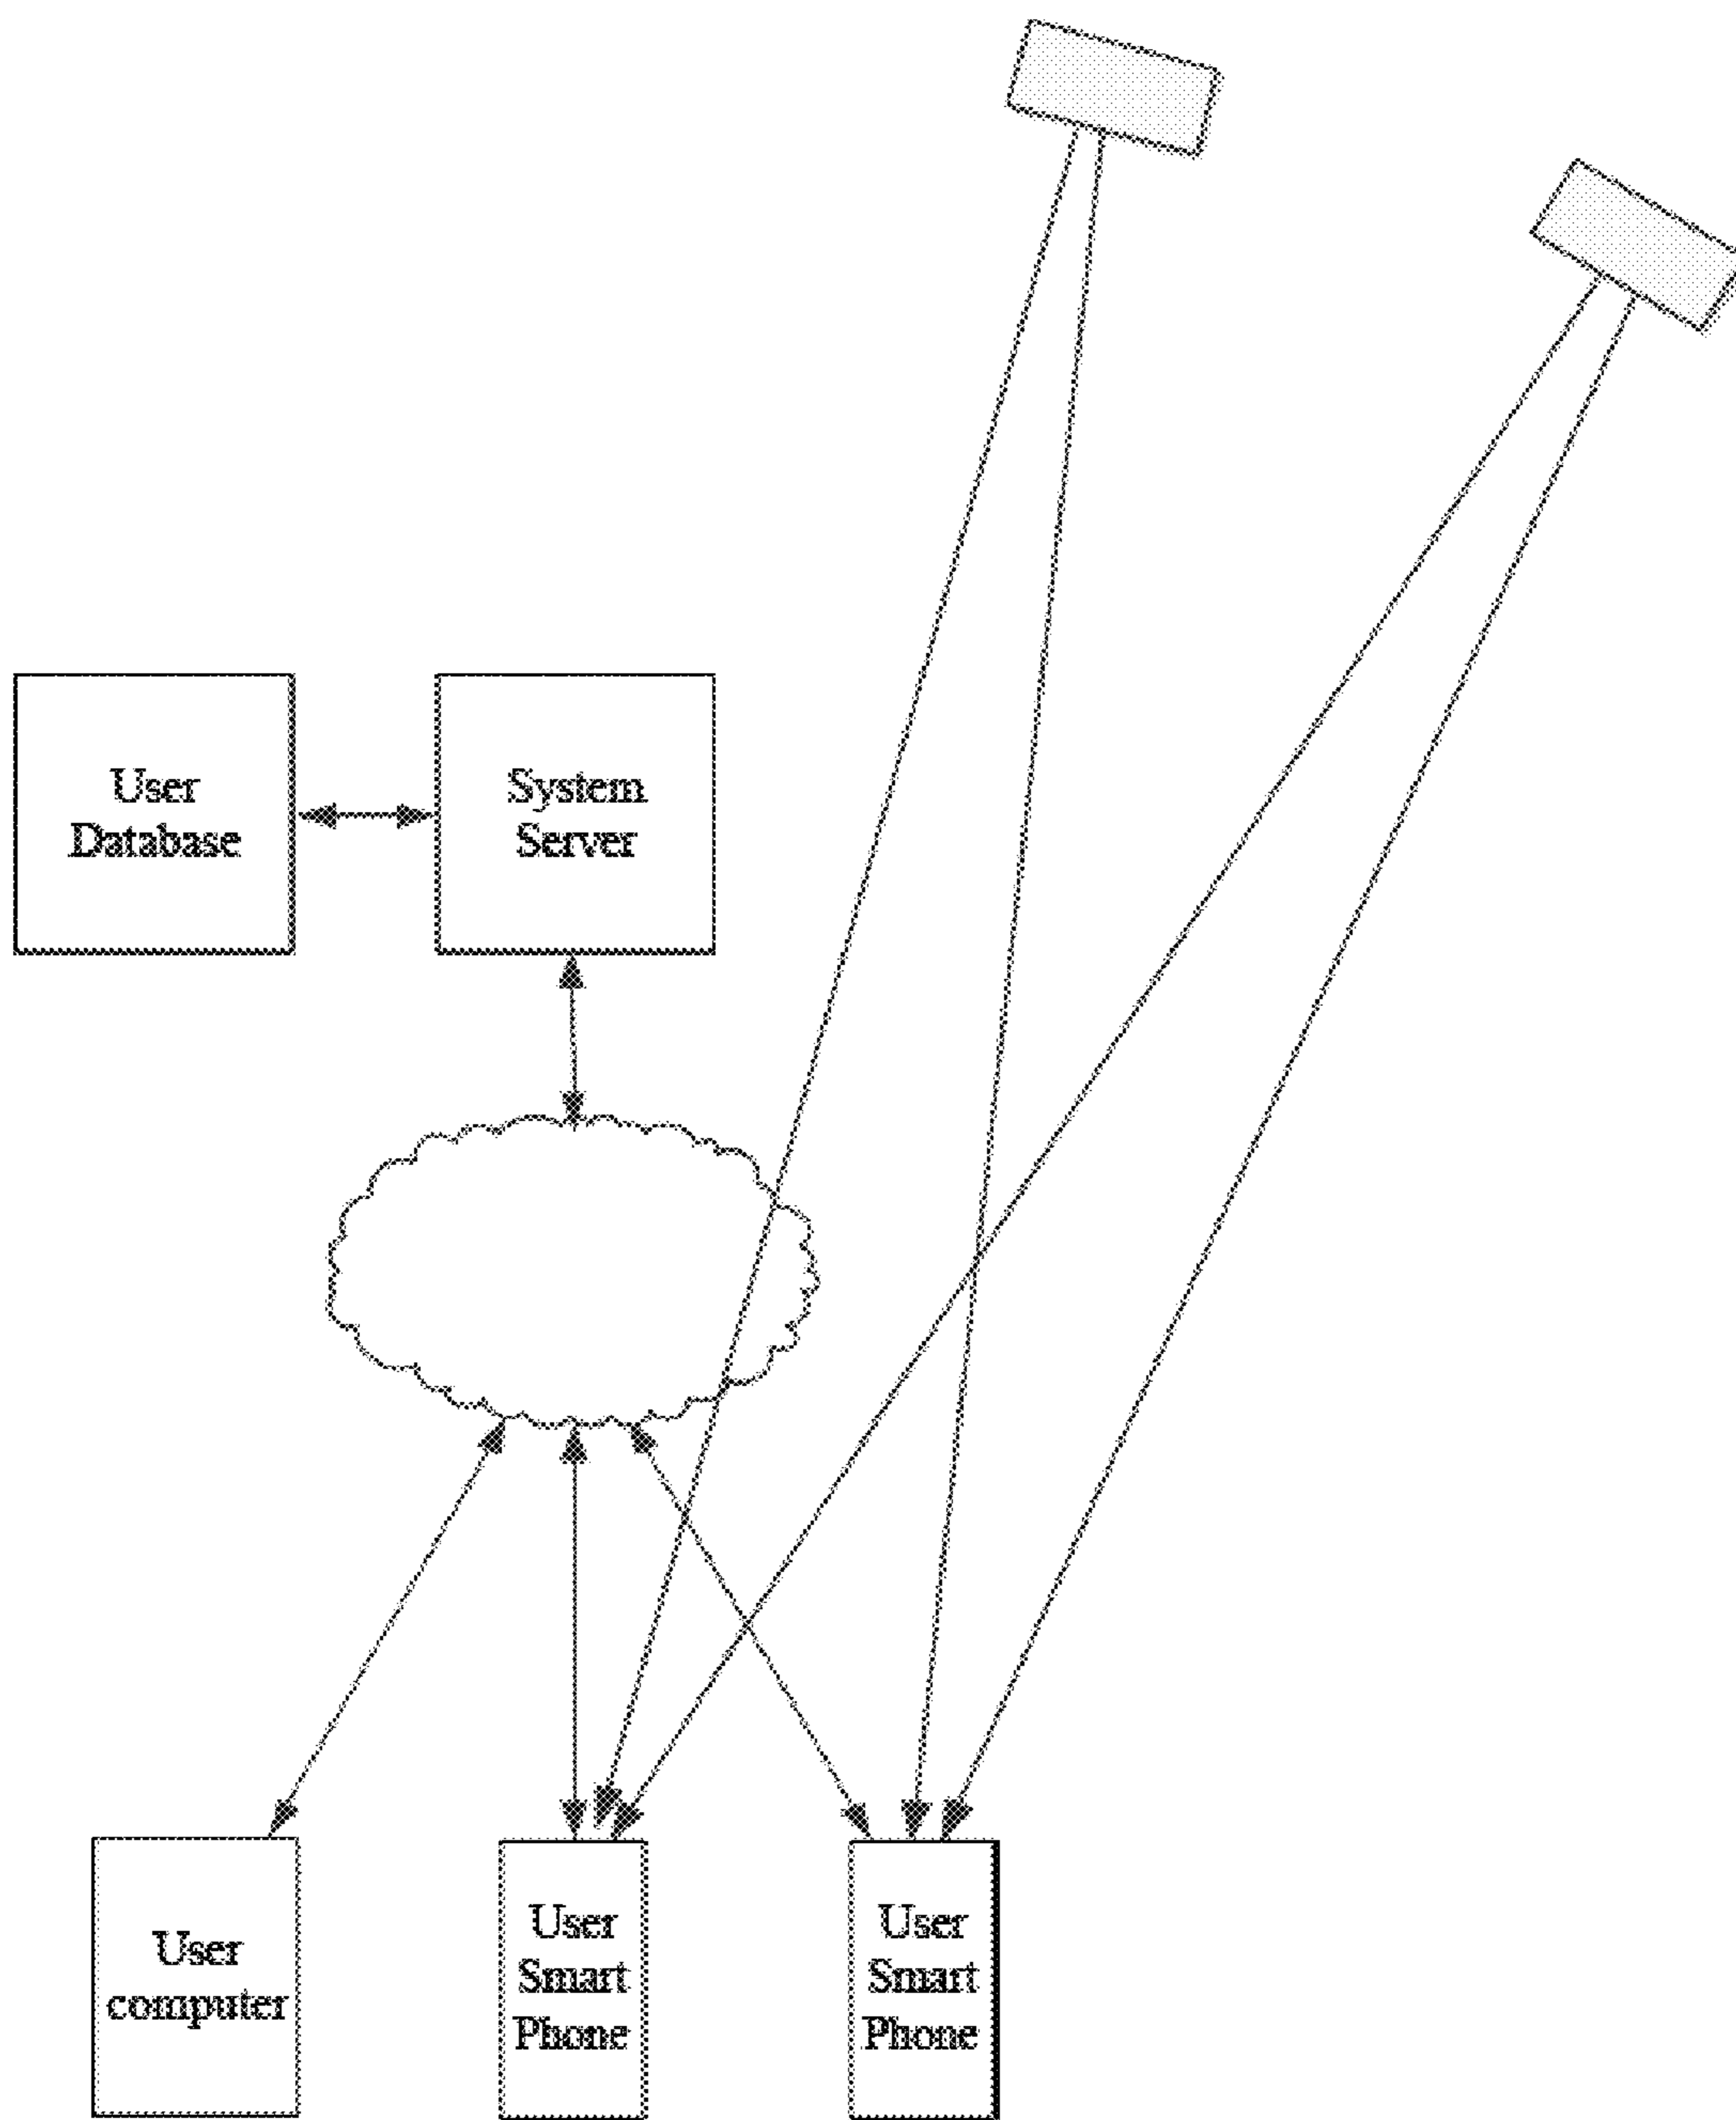 User
Database
System
Server
User
computer
User
Smart
Phone
User
Smart
Phone